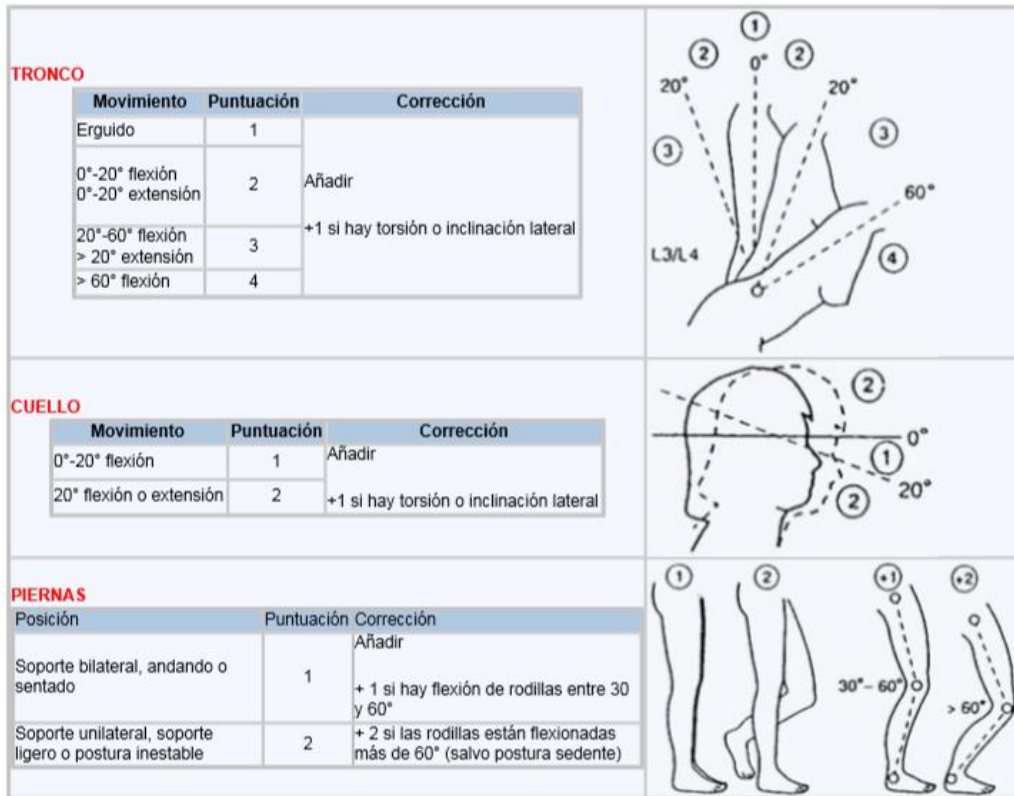 TRONCO
Movimiento Puntuación Corrección
Erguido 1
0°-20° flexión
0°-20° extensión
2
Añadir
+1 si hay torsión o inclinación lateral
20°-60° flexión
> 20° extensión
3
> 60° flexión 4
1
2
0°
2
20°
20°
3
3
60°
L3/L4
4
CUELLO
Movimiento Puntuación Corrección
0°-20° flexión 1
Añadir
20° flexión o extensión 2
+1 si hay torsión o inclinación lateral
2
0°
1
20°
2
PIERNAS
Posición Puntuación Corrección
Soporte bilateral, andando o
sentado
1
Añadir
+ 1 si hay flexión de rodillas entre 30
y 60°
Soporte unilateral, soporte
ligero o postura inestable
2
+ 2 si las rodillas están flexionadas
más de 60° (salvo postura sedente)
1
2
+1
+2
30°– 60°
> 60°